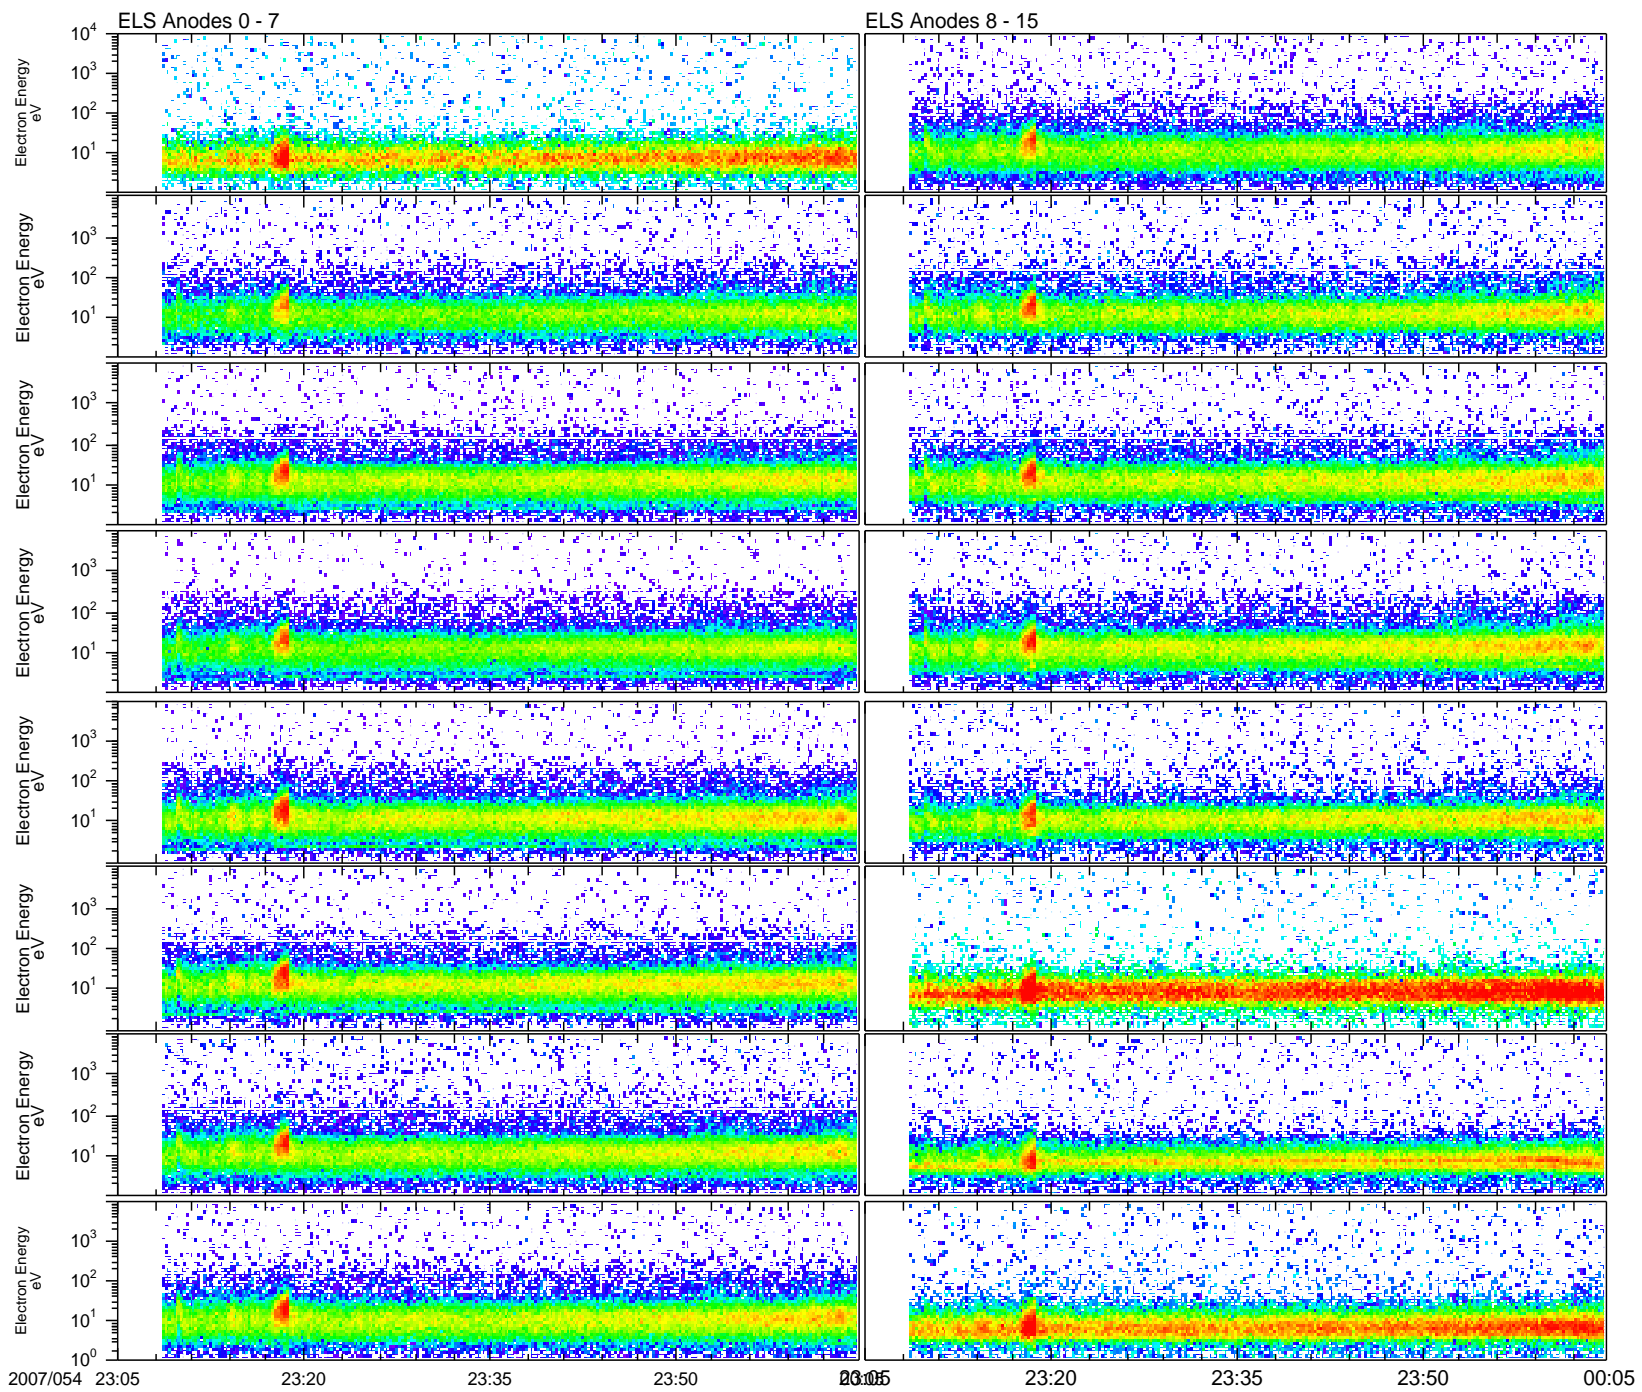 ELS Anodes 0 - 7 ELS Anodes 8 - 15
10⁴
10³
10²
10¹
Electron Energy
eV
10³
10²
10¹
Electron Energy
eV
10³
10²
10¹
Electron Energy
eV
10³
10²
10¹
Electron Energy
eV
10³
10²
10¹
Electron Energy
eV
10³
10²
10¹
Electron Energy
eV
10³
10²
10¹
Electron Energy
eV
10³
10²
10¹
10⁰
Electron Energy
eV
2007/054 23:05 23:20 23:35 23:50 23:20 23:35 23:50 00:05